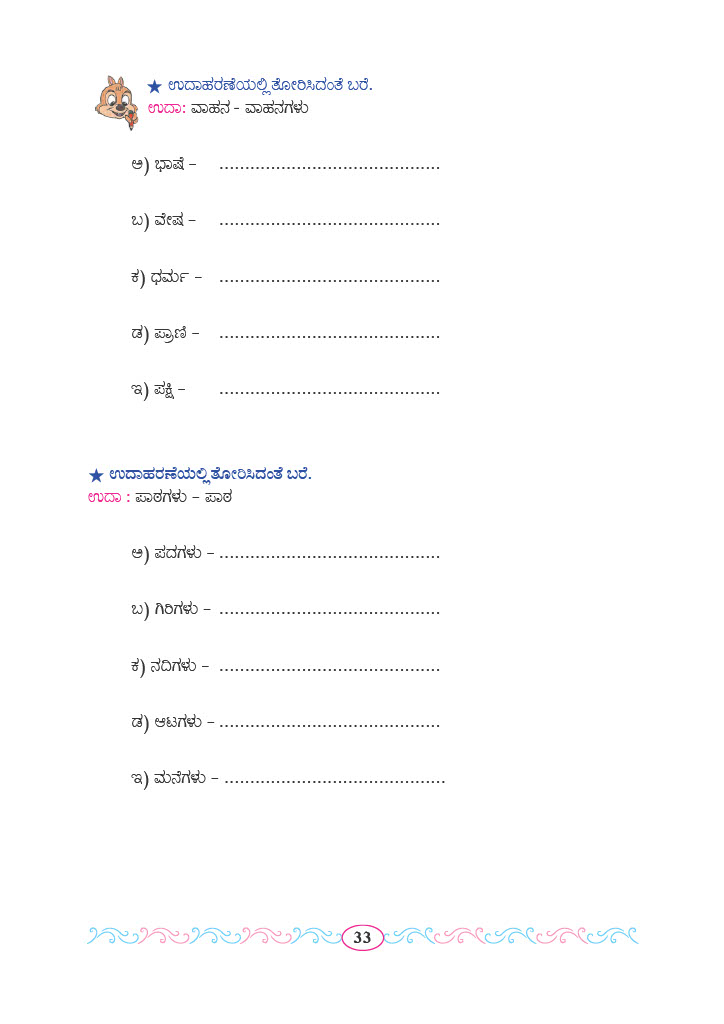 ★ ಉದಾಹರಣೆಯಲ್ಲಿ ತೋರಿಸಿದಂತೆ ಬರೆ.
ಉದಾ: ವಾಹನ - ವಾಹನಗಳು
ಅ) ಭಾಷೆ – ...........................................
ಬ) ವೇಷ – ...........................................
ಕ) ಧರ್ಮ – ...........................................
ಡ) ಪ್ರಾಣಿ – ...........................................
ಇ) ಪಕ್ಷಿ – ...........................................
★ ಉದಾಹರಣೆಯಲ್ಲಿ ತೋರಿಸಿದಂತೆ ಬರೆ.
ಉದಾ : ಪಾಠಗಳು – ಪಾಠ
ಅ) ಪದಗಳು – ...........................................
ಬ) ಗಿರಿಗಳು – ...........................................
ಕ) ನದಿಗಳು – ...........................................
ಡ) ಆಟಗಳು – ...........................................
ಇ) ಮನೆಗಳು – ...........................................
33